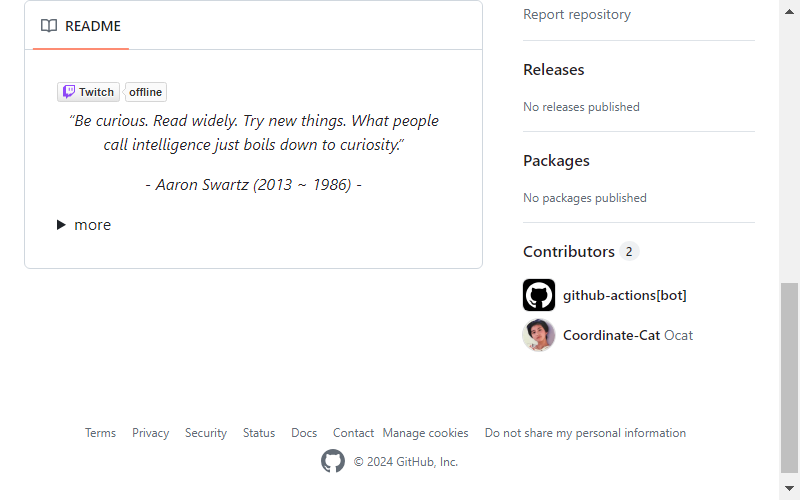 README
Twitch offline
“Be curious. Read widely. Try new things. What people
call intelligence just boils down to curiosity.”
- Aaron Swartz (2013 ~ 1986) -
more
Report repository
Releases
No releases published
Packages
No packages published
Contributors 2
github-actions[bot]
Coordinate-Cat Ocat
Terms Privacy Security Status Docs Contact Manage cookies Do not share my personal information
© 2024 GitHub, Inc.